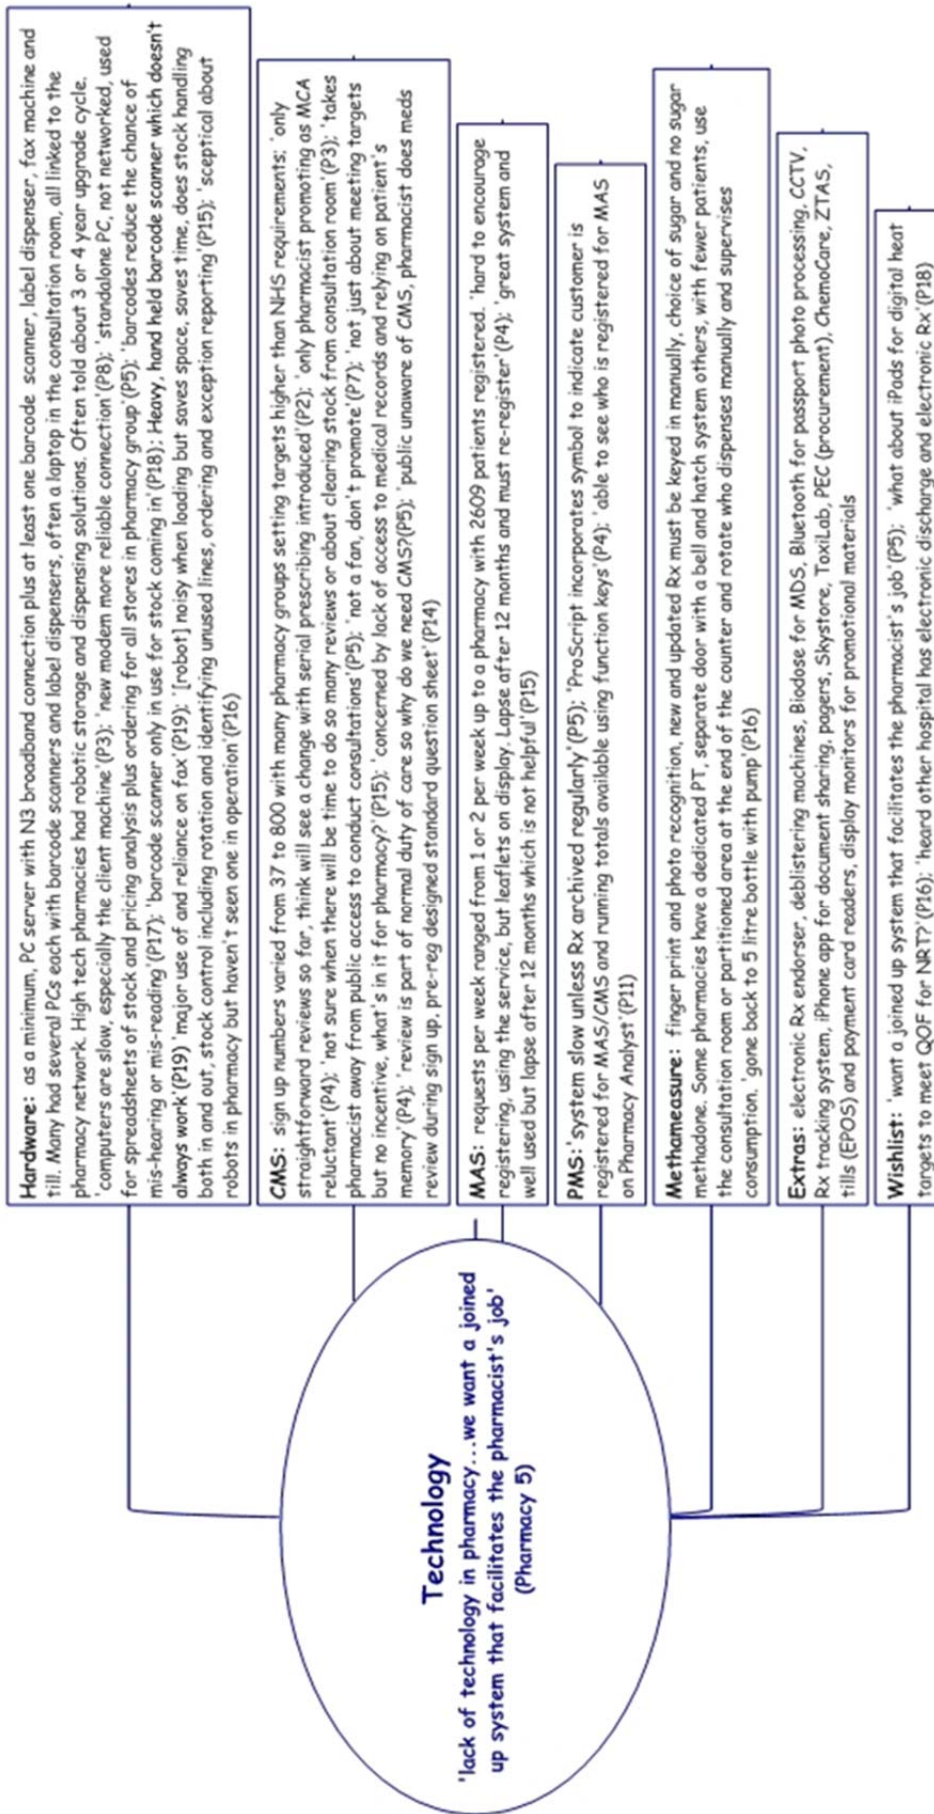 Technology
'lack of technology in pharmacy...we want a joined
up system that facilitates the pharmacist's job'
(Pharmacy 5)
Hardware: as a minimum, PC server with N3 broadband connection plus at least one barcode scanner, label dispenser, fax machine and
till. Many had several PCs each with barcode scanners and label dispensers, often a laptop in the consultation room, all linked to the
pharmacy network. High tech pharmacies had robotic storage and dispensing solutions. Often told about 3 or 4 year upgrade cycle.
'computers are slow, especially the client machine'(P3); 'new modem more reliable connection'(P8); 'standalone PC, not networked, used
for spreadsheets of stock and pricing analysis plus ordering for all stores in pharmacy group'(P5); 'barcodes reduce the chance of
mis-hearing or mis-reading'(P17); 'barcode scanner only in use for stock coming in'(P18); Heavy, hand held barcode scanner which doesn't
always work'(P19) 'major use of and reliance on fax'(P19); '[robot] noisy when loading but saves space, saves time, does stock handling
both in and out, stock control including rotation and identifying unused lines, ordering and exception reporting'(P15); 'sceptical about
robots in pharmacy but haven't seen one in operation'(P16)
CMS: sign up numbers varied from 37 to 800 with many pharmacy groups setting targets higher than NHS requirements; 'only
straightforward reviews so far, think will see a change with serial prescribing introduced'(P2); 'only pharmacist promoting as MCA
reluctant'(P4); 'not sure when there will be time to do so many reviews or about clearing stock from consultation room'(P3); 'takes
pharmacist away from public access to conduct consultations'(P5); 'not a fan, don't promote'(P7); 'not just about meeting targets
but no incentive, what's in it for pharmacy?'(P15); 'concerned by lack of access to medical records and relying on patient's
memory'(P4); 'review is part of normal duty of care so why do we need CMS?(P5); 'public unaware of CMS, pharmacist does meds
review during sign up, pre-reg designed standard question sheet'(P14)
MAS: requests per week ranged from 1 or 2 per week up to a pharmacy with 2609 patients registered. 'hard to encourage
registering, using the service, but leaflets on display. Lapse after 12 months and must re-register'(P4); 'great system and
well used but lapse after 12 months which is not helpful'(P15)
PMS:'system slow unless Rx archived regularly'(P5); 'ProScript incorporates symbol to indicate customer is
registered for MAS/CMS and running totals available using function keys'(P4); 'able to see who is registered for MAS
on Pharmacy Analyst'(P11)
Methameasure: finger print and photo recognition, new and updated Rx must be keyed in manually, choice of sugar and no sugar
methadone. Some pharmacies have a dedicated PT, separate door with a bell and hatch system others, with fewer patients, use
the consultation room or partitioned area at the end of the counter and rotate who dispenses manually and supervises
consumption. 'gone back to 5 litre bottle with pump'(P16)
Extras: electronic Rx endorser, deblistering machines, Biodose for MDS, Bluetooth for passport photo processing, CCTV,
Rx tracking system, iPhone app for document sharing, pagers, Skystore, ToxiLab, PEC (procurement), ChemoCare, ZTAS,
tills (EPOS) and payment card readers, display monitors for promotional materials
Wishlist: 'want a joined up system that facilitates the pharmacist's job'(P5); 'what about iPads for digital heat
targets to meet QOF for NRT?'(P16); 'heard other hospital has electronic discharge and electronic Rx'(P18)